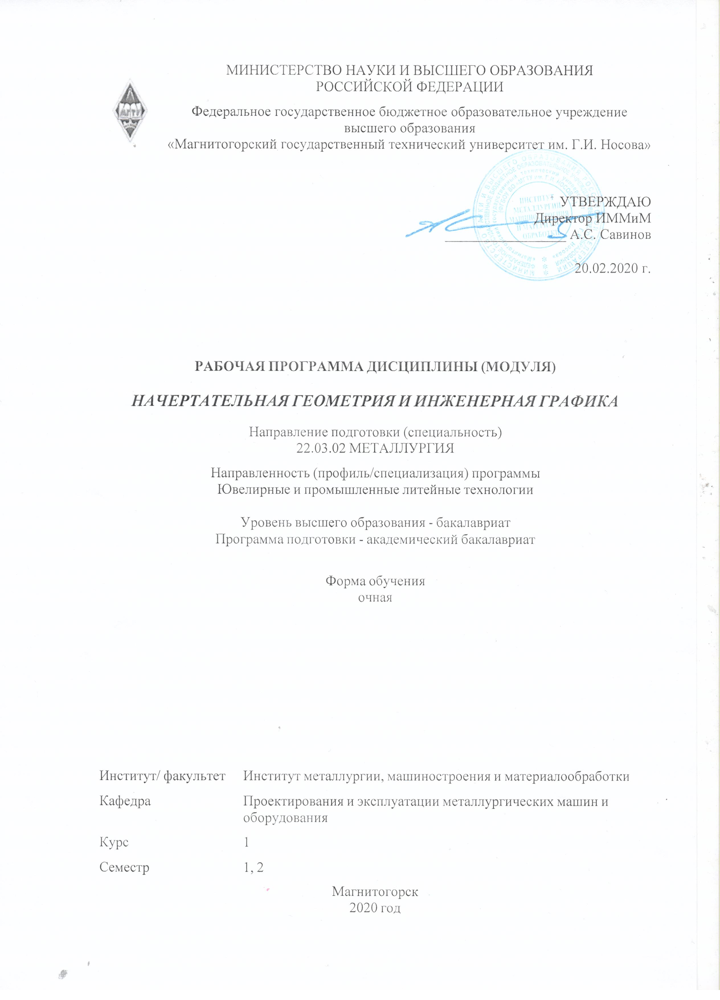 МИНИСТЕРСТВО НАУКИ И ВЫСШЕГО ОБРАЗОВАНИЯ
РОССИЙСКОЙ ФЕДЕРАЦИИ
Федеральное государственное бюджетное образовательное учреждение
высшего образования
«Магнитогорский государственный технический университет им. Г.И. Носова»
УТВЕРЖДАЮ
Директор ИММиМ
А.С. Савинов
20.02.2020 г.
ИНСТИТУТ
МЕТАЛЛУРГИИ
МАШИНОСТРОЕНИЯ
ОБРАБОТКИ
РАБОЧАЯ ПРОГРАММА ДИСЦИПЛИНЫ (МОДУЛЯ)
НАЧЕРТАТЕЛЬНАЯ ГЕОМЕТРИЯ И ИНЖЕНЕРНАЯ ГРАФИКА
Направление подготовки (специальность)
22.03.02 МЕТАЛЛУРГИЯ
Направленность (профиль/специализация) программы
Ювелирные и промышленные литейные технологии
Уровень высшего образования - бакалавриат
Программа подготовки - академический бакалавриат
Форма обучения
очная
Институт/ факультет Институт металлургии, машиностроения и материалообработки
Кафедра Проектирования и эксплуатации металлургических машин и
оборудования
Курс 1
Семестр 1, 2
Магнитогорск
2020 год